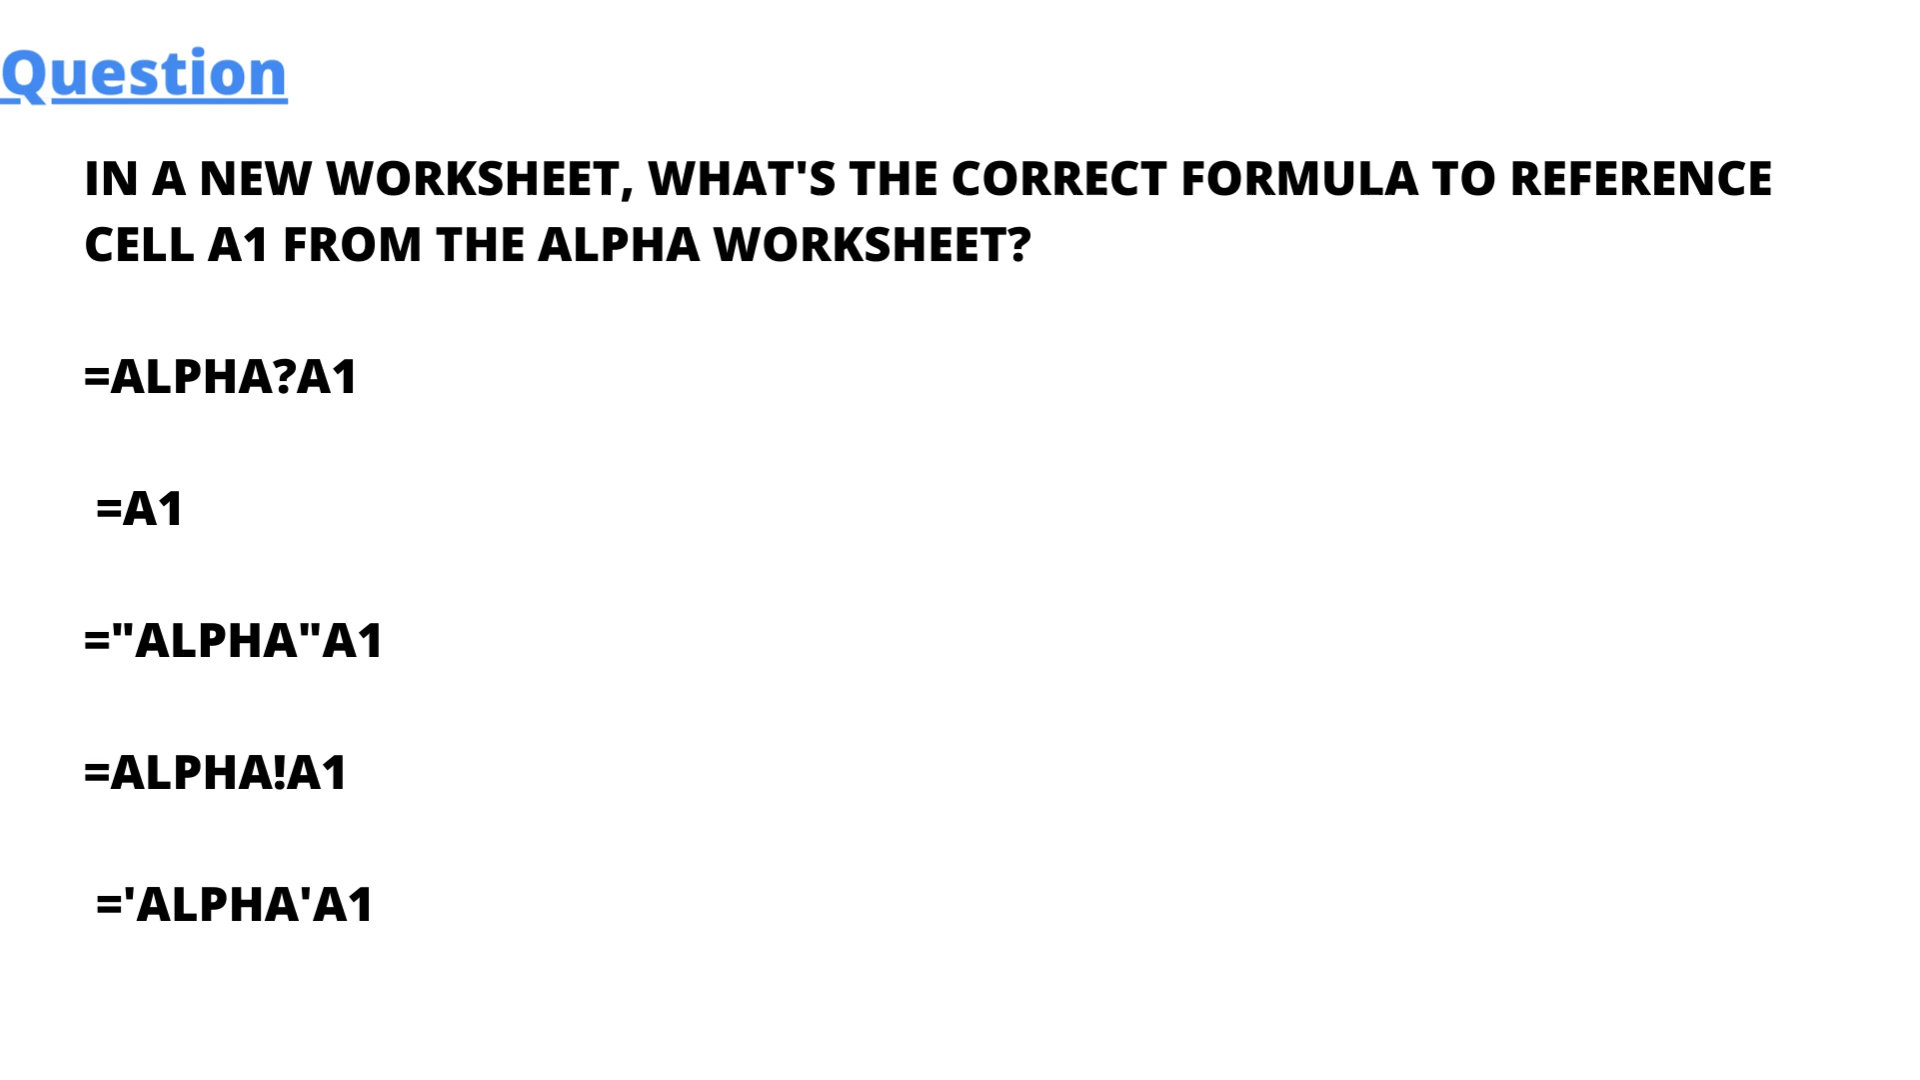 Question
IN A NEW WORKSHEET, WHAT'S THE CORRECT FORMULA TO REFERENCE
CELL A1 FROM THE ALPHA WORKSHEET?
=ALPHA?A1
=A1
="ALPHA"A1
=ALPHA!A1
='ALPHA'A1